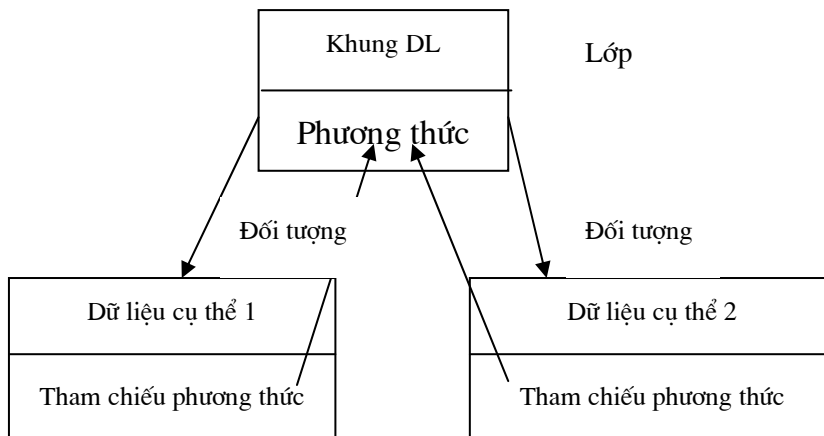 Khung DL
Lớp
Phương thức
Đối tượng
Đối tượng
Dữ liệu cụ thể 1
Dữ liệu cụ thể 2
Tham chiếu phương thức
Tham chiếu phương thức